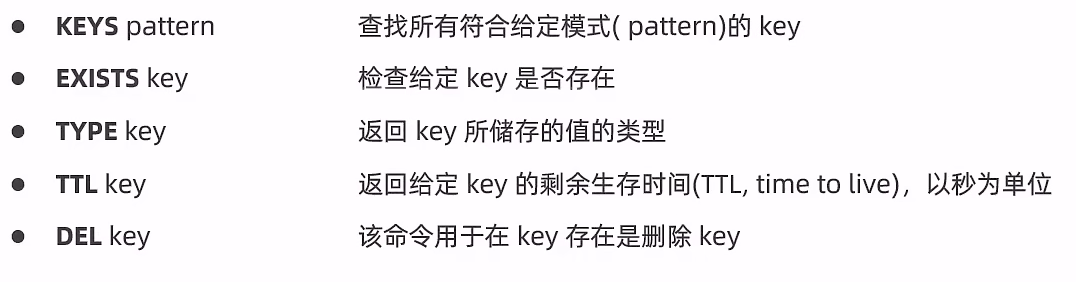 ● KEYS pattern 查找所有符合给定模式( pattern)的 key
● EXISTS key 检查给定 key 是否存在
● TYPE key 返回 key 所储存的值的类型
● TTL key 返回给定 key 的剩余生存时间(TTL, time to live)，以秒为单位
● DEL key 该命令用于在 key 存在是删除 key